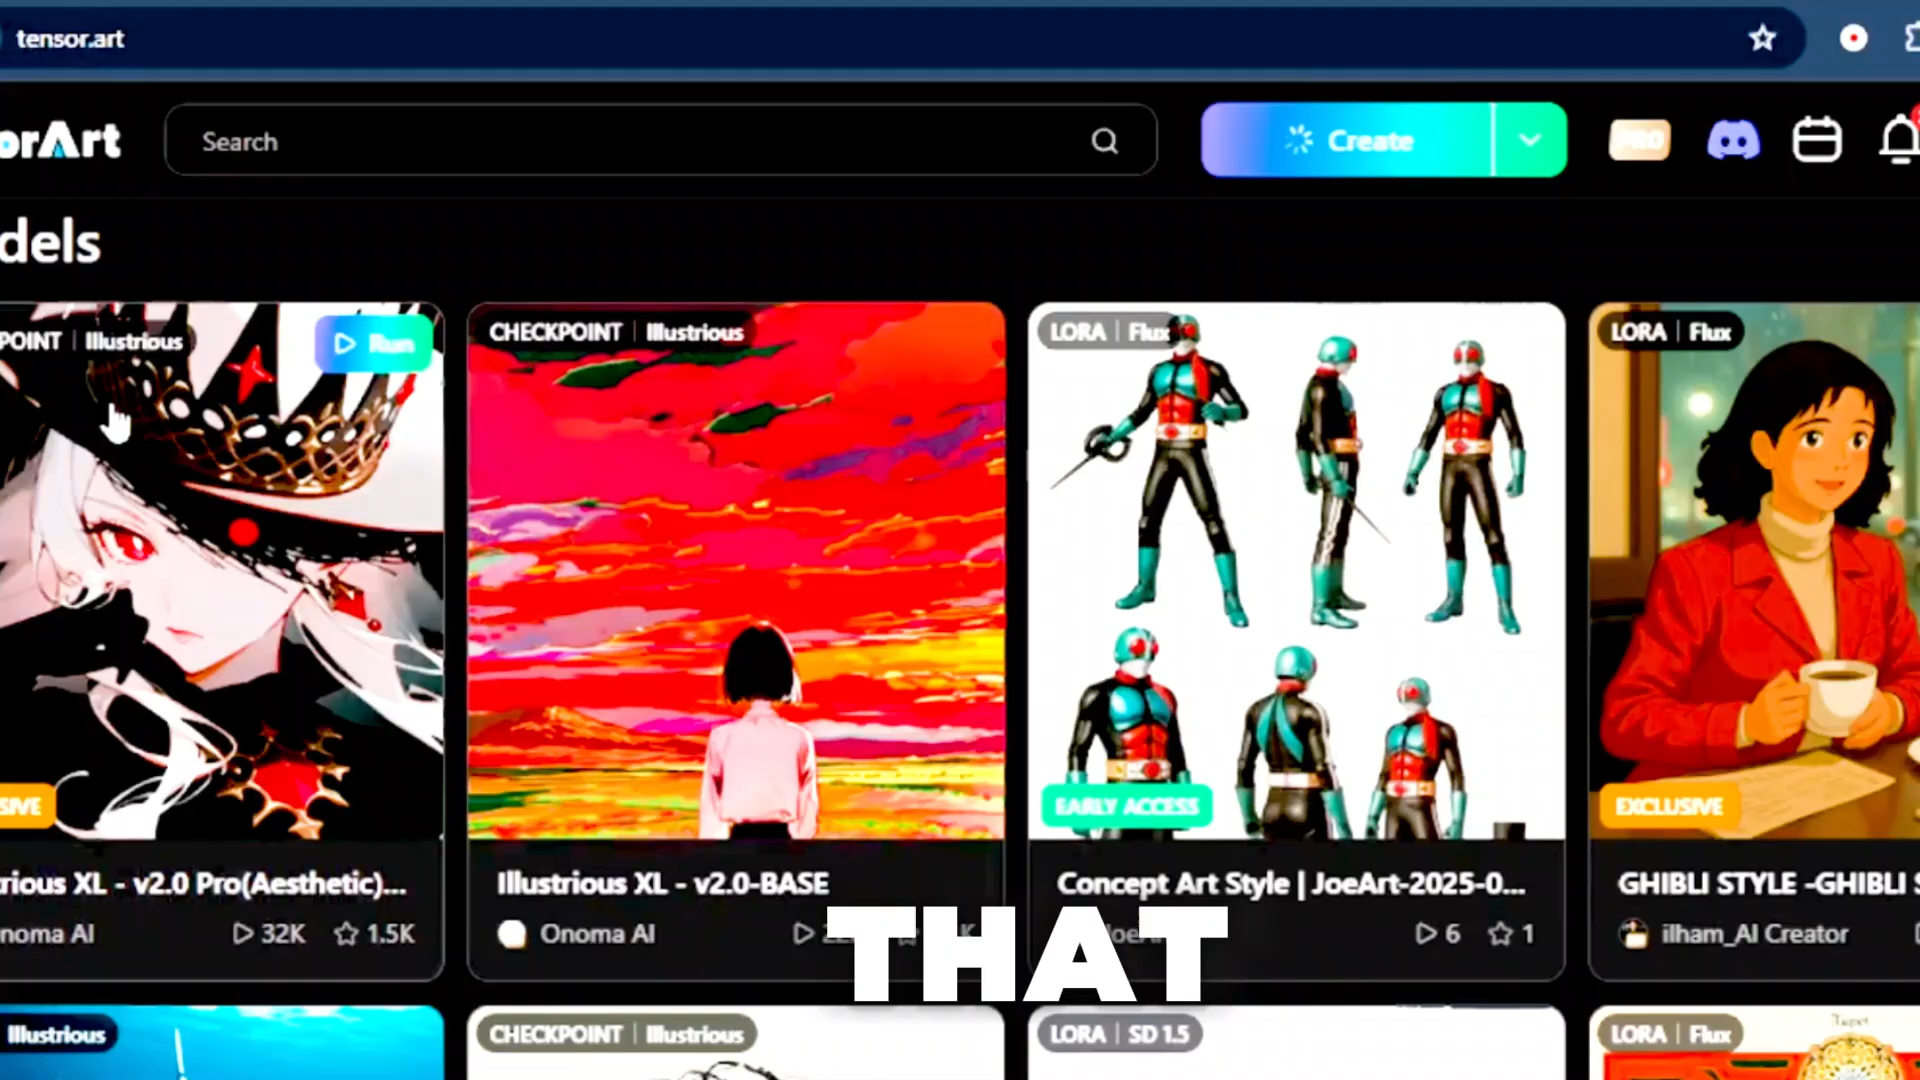 tensor.art
orArt
Search
Create
PRO
dels
POINT | Illustrious
Run
CHECKPOINT | Illustrious
LORA | Flux
LORA | Flux
SIVE
EARLY ACCESS
EXCLUSIVE
rious XL - v2.0 Pro(Aesthetic)...
noma AI
32K
1.5K
Illustrious XL - v2.0-BASE
Onoma AI
Concept Art Style | JoeArt-2025-0...
6
1
GHIBLI STYLE -GHIBLI S
ilham_AI Creator
THAT
Illustrious
CHECKPOINT | Illustrious
LORA | SD 1.5
LORA | Flux